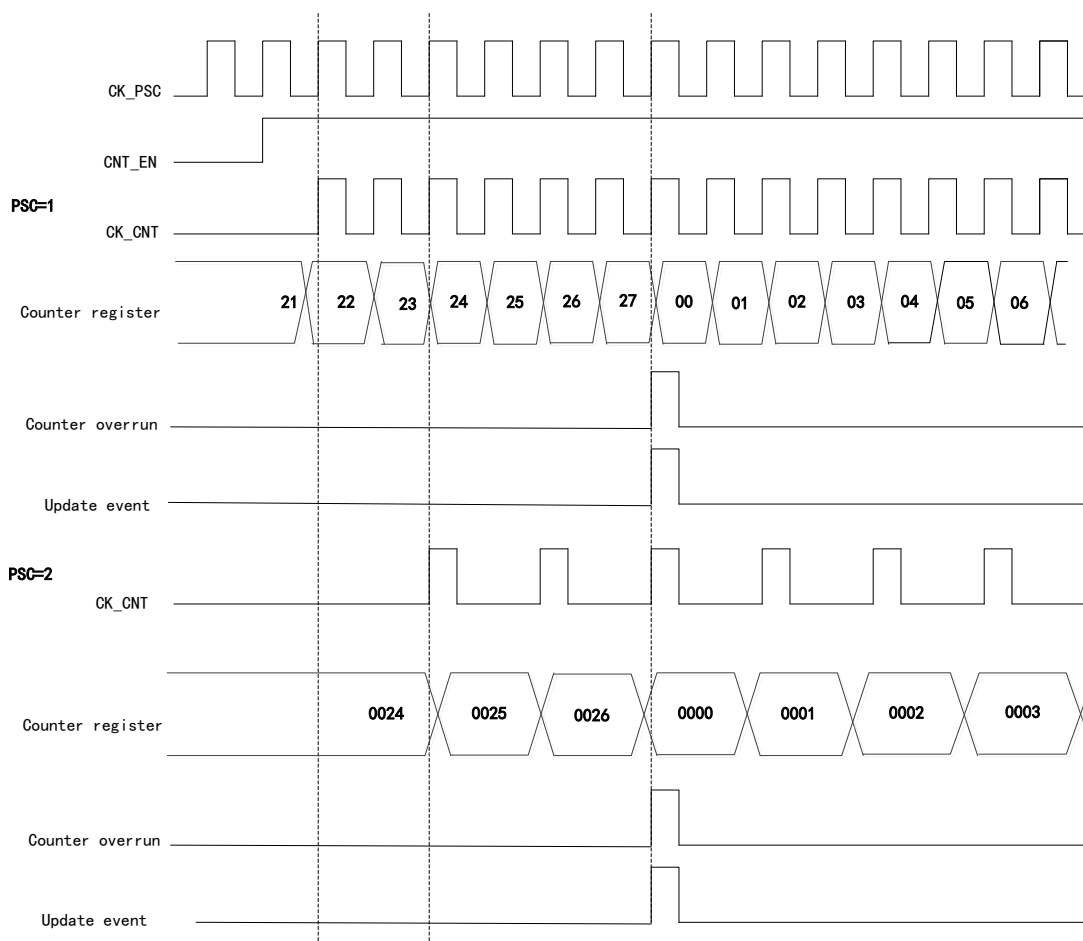 CK_PSC
CNT_EN
PSC=1
CK_CNT
Counter register
21 22 23 24 25 26 27 00 01 02 03 04 05 06
Counter overrun
Update event
PSC=2
CK_CNT
Counter register
0024 0025 0026 0000 0001 0002 0003
Counter overrun
Update event